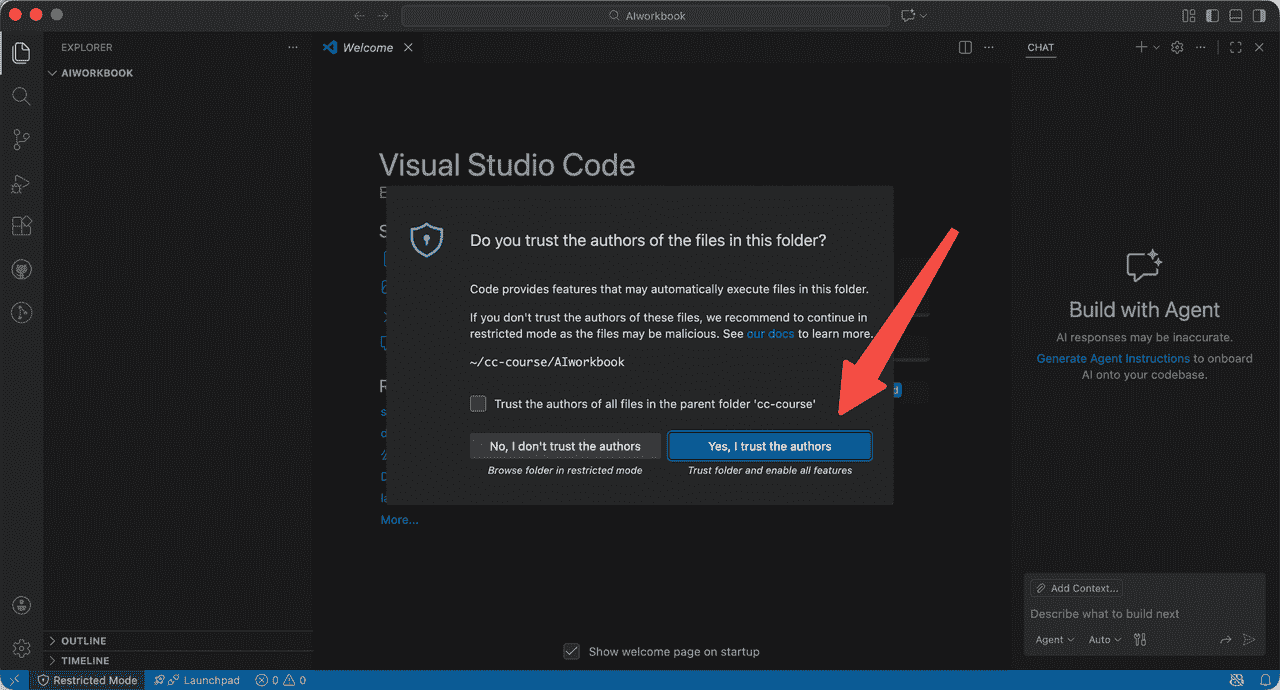 AIworkbook
EXPLORER
AIWORKBOOK
Welcome
CHAT
Visual Studio Code
E
S
R
Do you trust the authors of the files in this folder?
Code provides features that may automatically execute files in this folder.
If you don't trust the authors of these files, we recommend to continue in
restricted mode as the files may be malicious. See our docs to learn more.
~/cc-course/AIworkbook
Trust the authors of all files in the parent folder 'cc-course'
No, I don't trust the authors
Yes, I trust the authors
Browse folder in restricted mode
Trust folder and enable all features
More...
Show welcome page on startup
Build with Agent
AI responses may be inaccurate.
Generate Agent Instructions to onboard
AI onto your codebase.
Add Context...
Describe what to build next
Agent
Auto
OUTLINE
TIMELINE
Restricted Mode
Launchpad
0
0